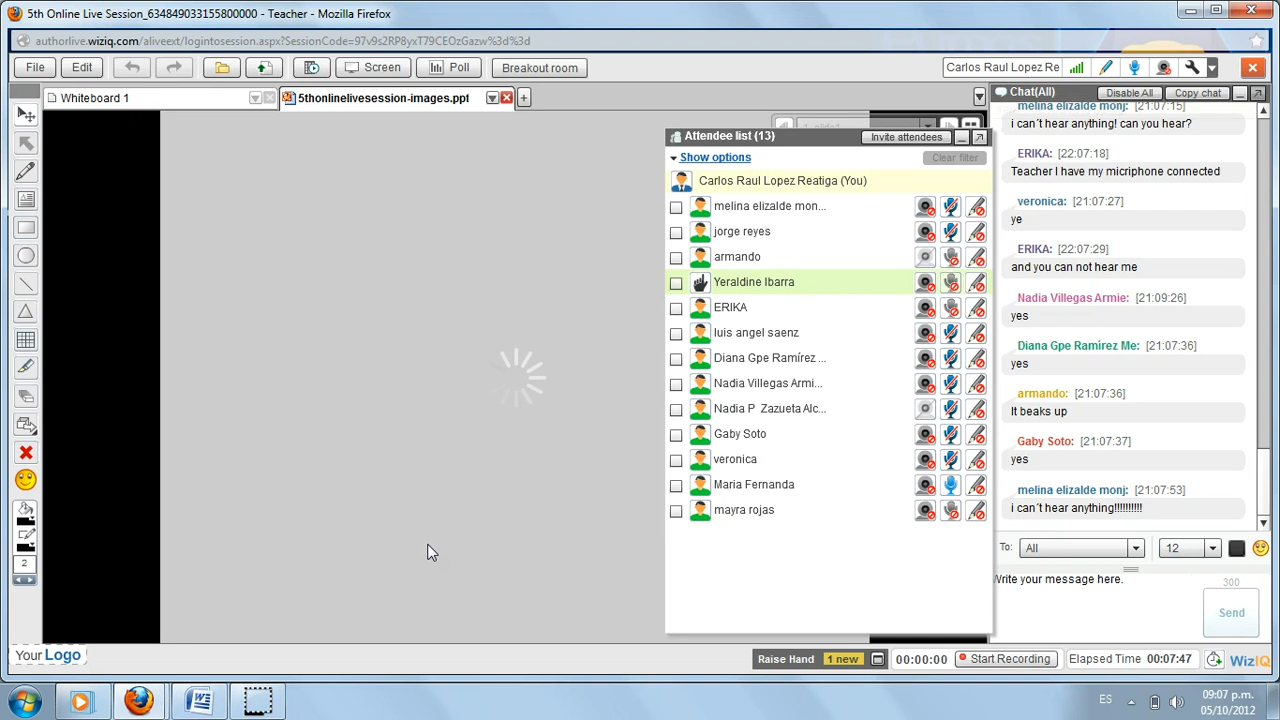 5th Online Live Session_634849033155800000 - Teacher - Mozilla Firefox
authorlive.wiziq.com/aliveext/logintosession.aspx?SessionCode=97v9s2RP8yxT79CEOzGazw%3d%3d
File Edit Screen Poll Breakout room Carlos Raul Lopez Re
Whiteboard 1 5thonlinelivesession-images.ppt
Chat(All) Disable All Copy chat
Attendee list (13) Invite attendees
Show options Clear filter
Carlos Raul Lopez Reatiga (You)
melina elizalde mon...
jorge reyes
armando
Yeraldine Ibarra
ERIKA
luis angel saenz
Diana Gpe Ramírez ...
Nadia Villegas Armi...
Nadia P Zazueta Alc...
Gaby Soto
veronica
Maria Fernanda
mayra rojas
melina elizalde monj: [21:07:15]
i can´t hear anything! can you hear?
ERIKA: [22:07:18]
Teacher I have my michrone connected
veronica: [21:07:27]
ye
ERIKA: [22:07:29]
and you can not hear me
Nadia Villegas Armie: [21:09:26]
yes
Diana Gpe Ramírez Me: [21:07:36]
yes
armando: [21:07:36]
It beaks up
Gaby Soto: [21:07:37]
yes
melina elizalde monj: [21:07:53]
i can´t hear anything!!!!!!!!!!
To: All 12
Write your message here.
300
Send
2
Your Logo
Raise Hand 1 new 00:00:00 Start Recording Elapsed Time 00:07:47 WizIQ
ES
09:07 p.m.
05/10/2012